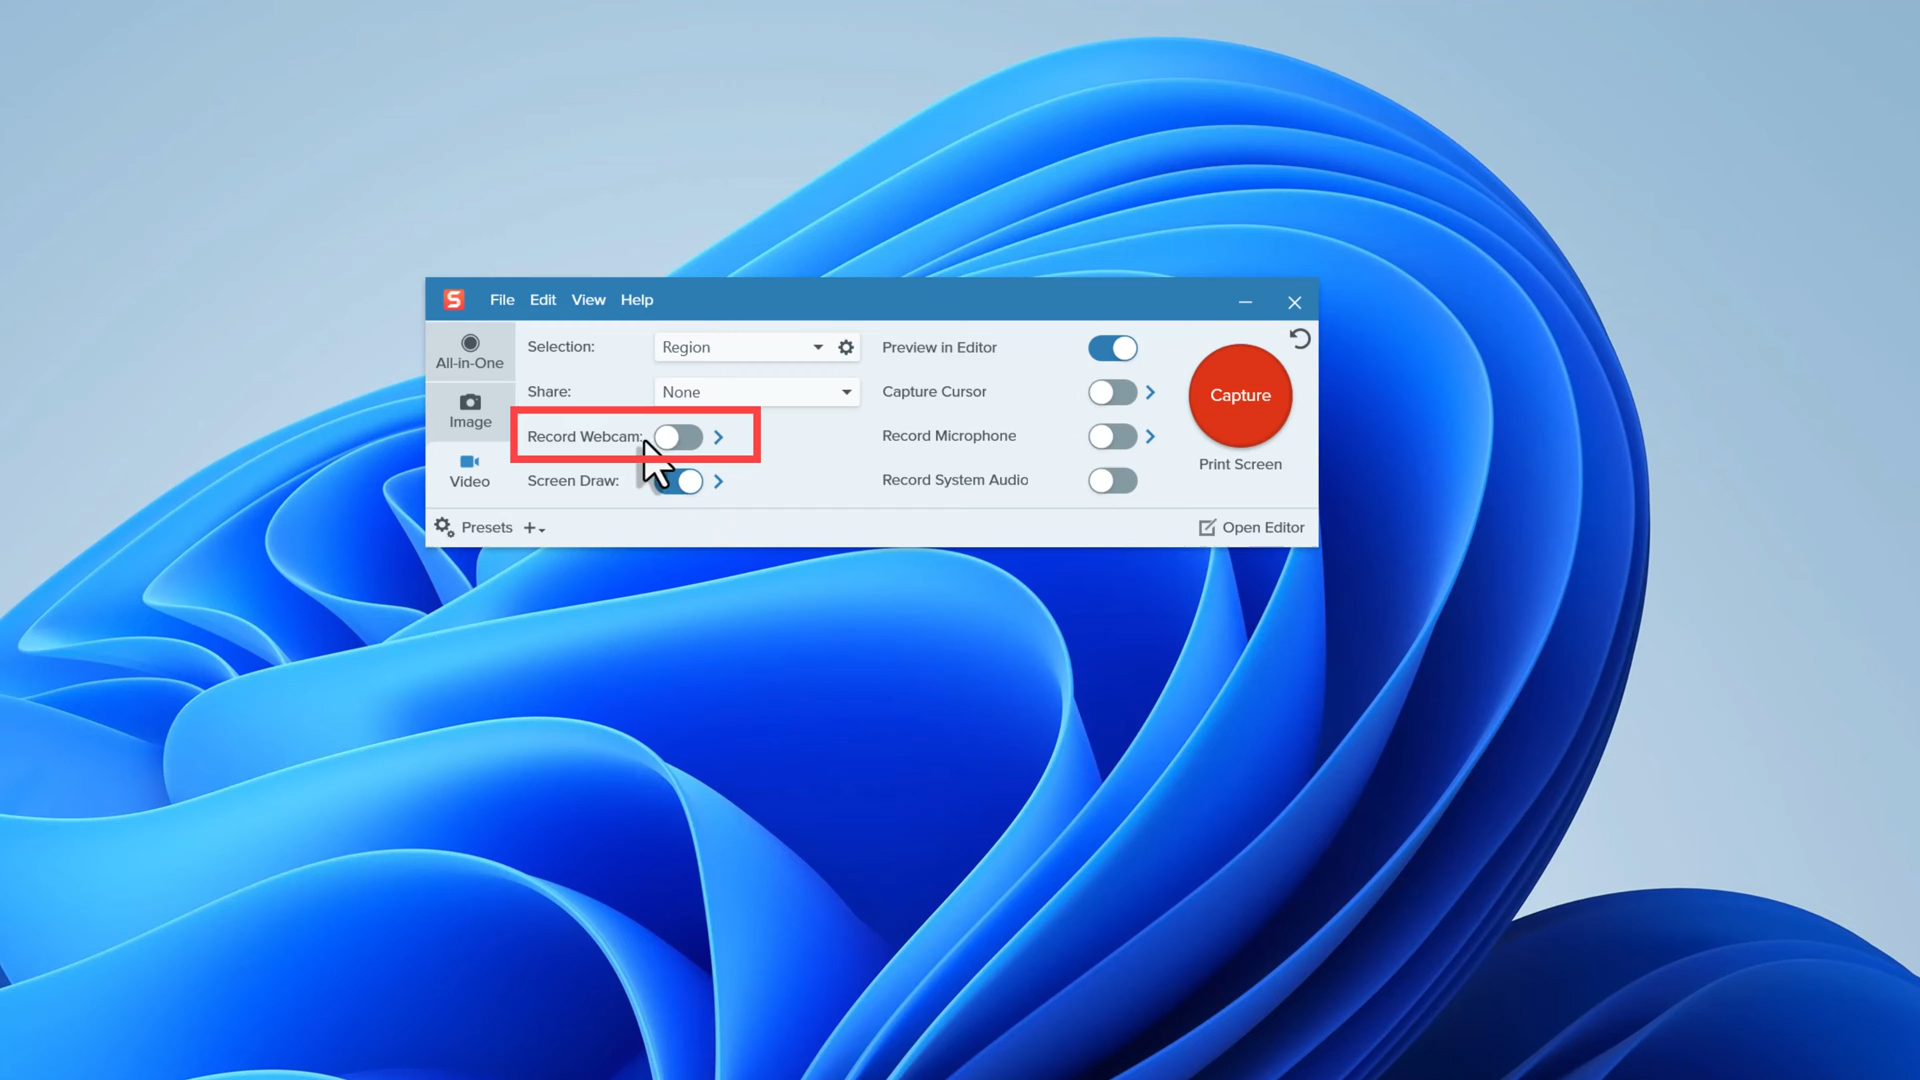 S File Edit View Help
All-in-One
Image
Video
Selection: Region
Share: None
Record Webcam:
Screen Draw:
Preview in Editor
Capture Cursor
Record Microphone
Record System Audio
Capture
Print Screen
Presets
Open Editor